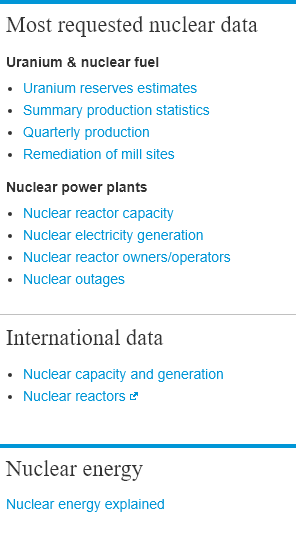 Most requested nuclear data
Uranium & nuclear fuel
Uranium reserves estimates
Summary production statistics
Quarterly production
Remediation of mill sites
Nuclear power plants
Nuclear reactor capacity
Nuclear electricity generation
Nuclear reactor owners/operators
Nuclear outages
International data
Nuclear capacity and generation
Nuclear reactors
Nuclear energy
Nuclear energy explained